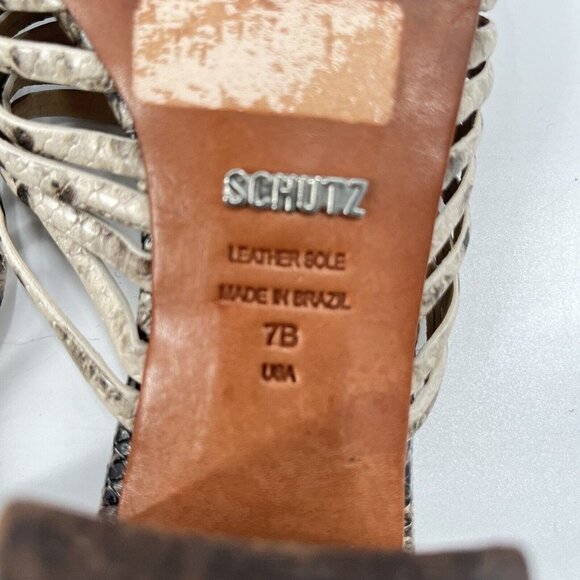 SCHUTZ
LEATHER SOLE
MADE IN BRAZIL
7B
USA